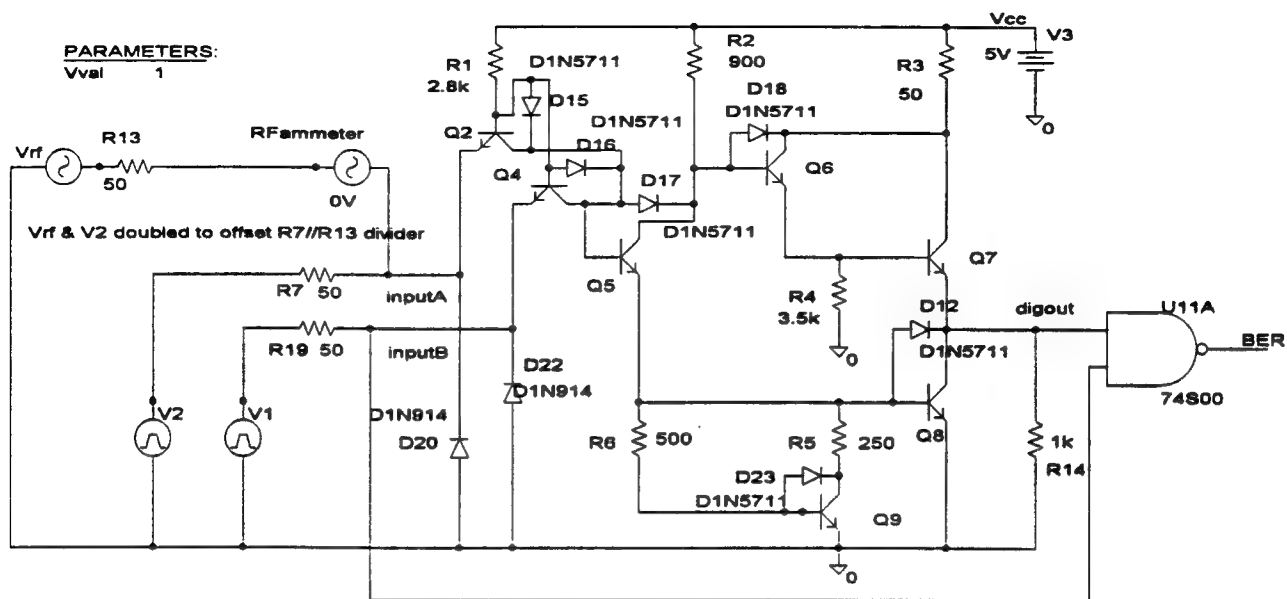 PARAMETERS:
Vval 1
Vcc
V3
5V
0
R1
2.8k
D1N5711
D15
R2
900
D18
D1N5711
R3
50
Vrf
R13
50
RFammeter
0V
Q2
D1N5711
D16
Q4
D17
D1N5711
Q6
Vrf & V2 doubled to offset R7//R13 divider
R7 50
inputA
Q5
R4
3.5k
0
Q7
R19 50
inputB
D12
D1N5711
digout
U11A
BER
74S00
V2
V1
D22
D1N914
D1N914
D20
R6
500
R5
250
Q8
1k
R14
D23
D1N5711
Q9
0